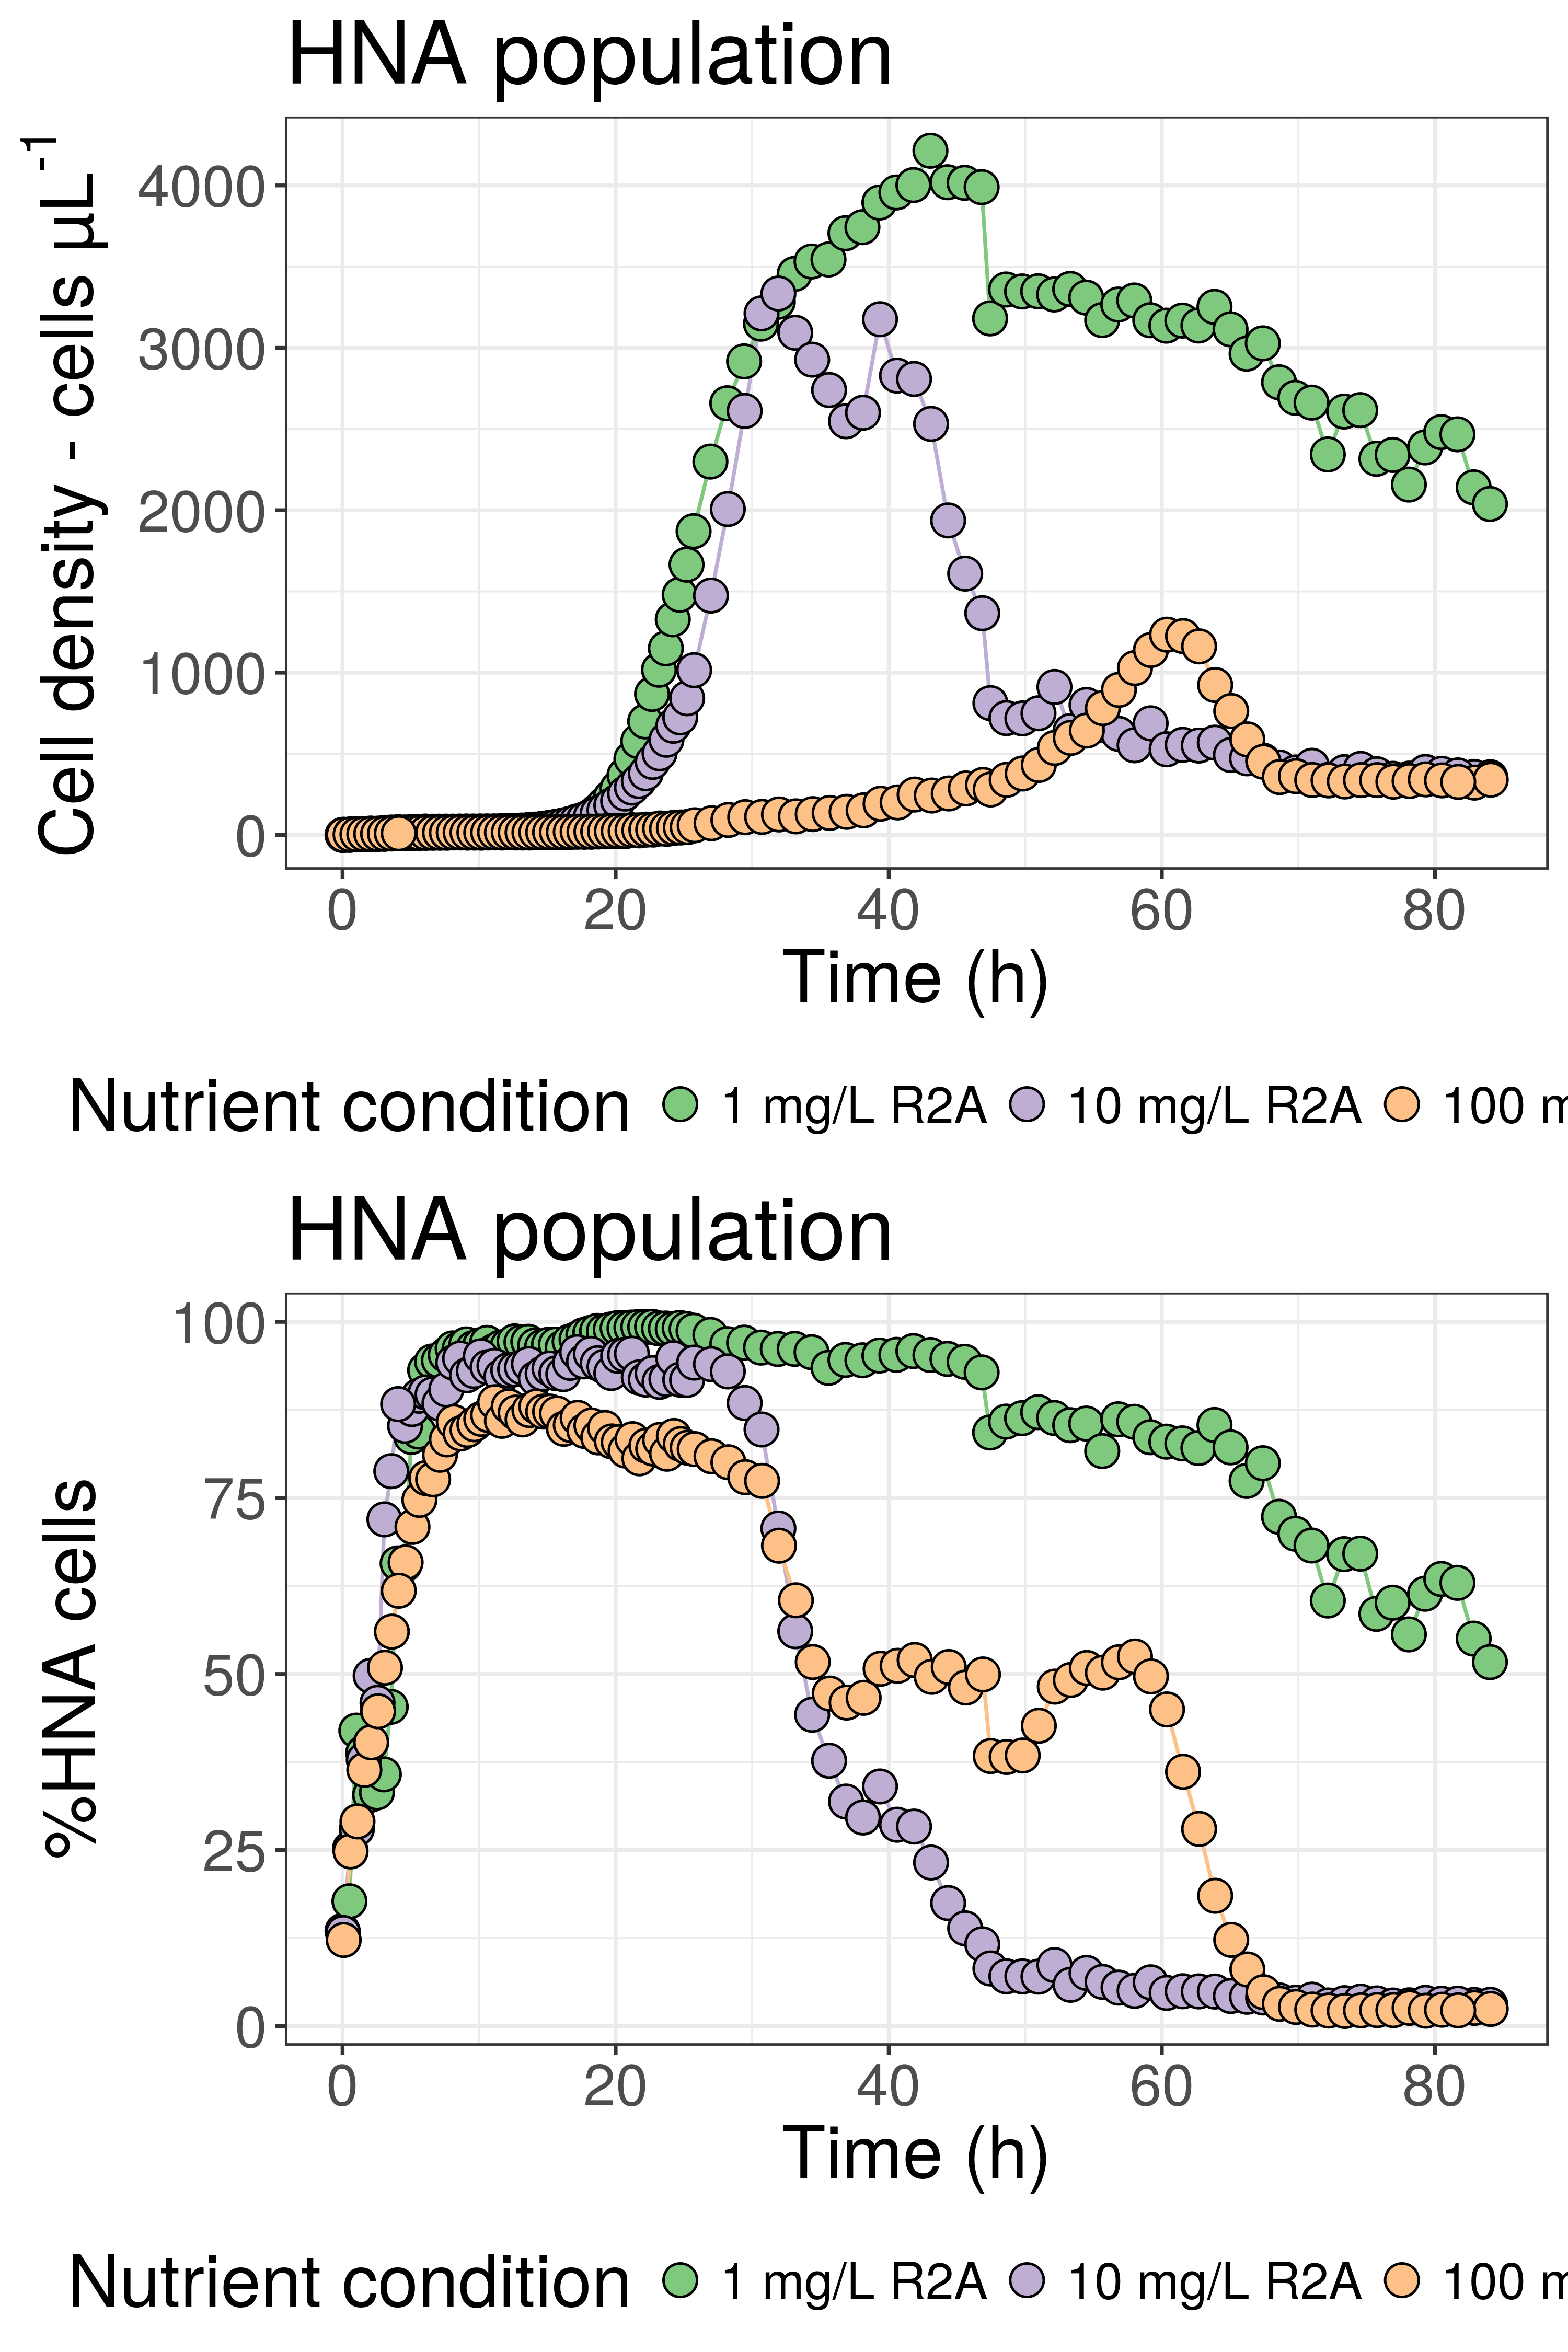 HNA population
Cell density - cells µL-1
4000
3000
2000
1000
0
0 20 40 60 80
Time (h)
Nutrient condition 1 mg/L R2A 10 mg/L R2A 100 m
HNA population
%HNA cells
100
75
50
25
0
0 20 40 60 80
Time (h)
Nutrient condition 1 mg/L R2A 10 mg/L R2A 100 m